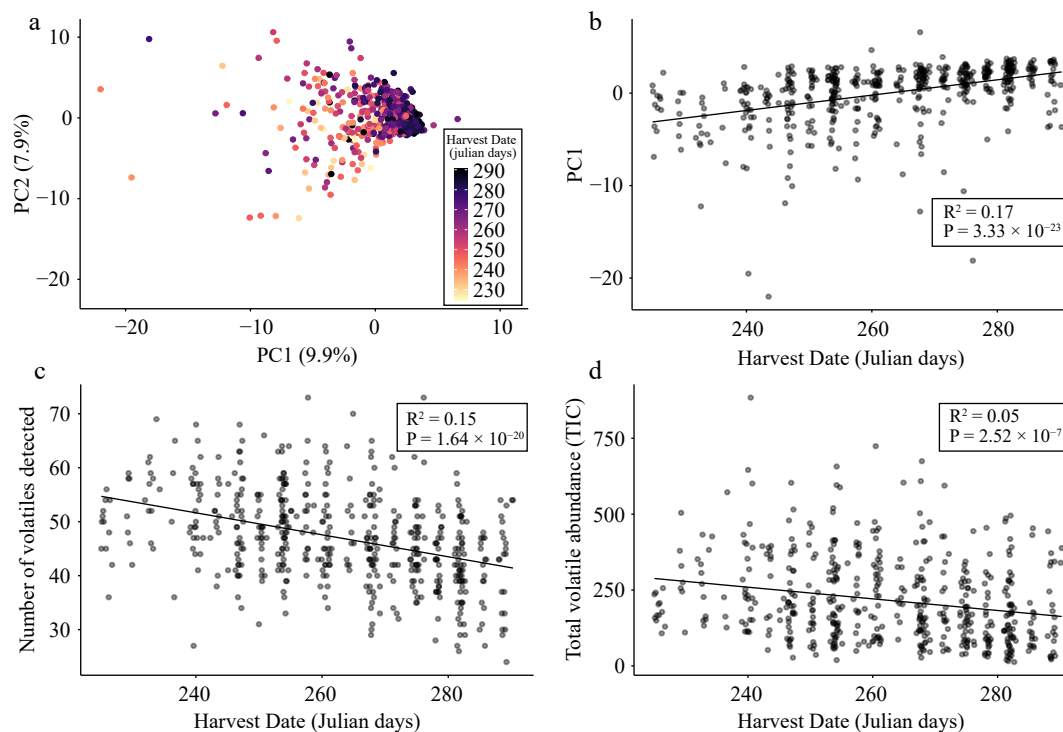 a
10
0
−10
−20
PC2 (7.9%)
−20
−10
0
10
PC1 (9.9%)
Harvest Date
(julian days)
290
280
270
260
250
240
230
b
0
−10
−20
PC1
R² = 0.17
P = 3.33 × 10⁻²³
240
260
280
Harvest Date (Julian days)
c
70
60
50
40
30
Number of volatiles detected
R² = 0.15
P = 1.64 × 10⁻²⁰
240
260
280
Harvest Date (Julian days)
d
750
500
250
0
Total volatile abundance (TIC)
R² = 0.05
P = 2.52 × 10⁻⁷
240
260
280
Harvest Date (Julian days)